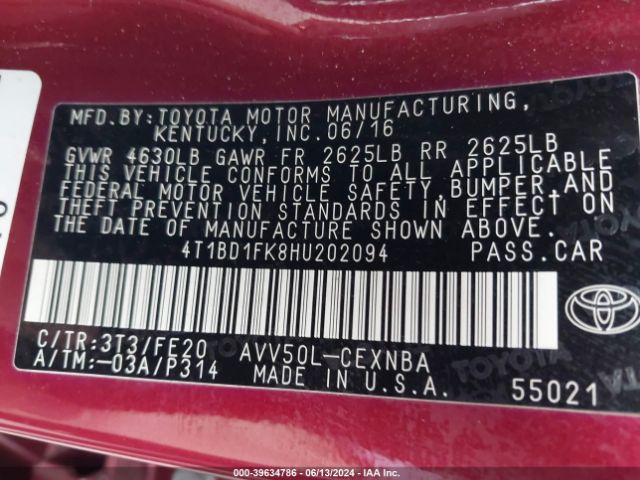 MFD.BY:TOYOTA MOTOR MANUFACTURING,
KENTUCKY,INC.06/16
GVWR 4630LB GAWR FR 2625LB RR 2625LB
THIS VEHICLE CONFORMS TO ALL APPLICABLE
FEDERAL MOTOR VEHICLE SAFETY,BUMPER,AND
THEFT PREVENTION STANDARDS IN EFFECT ON
THE DATE OF MANUFACTURE SHOWN ABOVE.
4T1BD1FK8HU202094 PASS.CAR
C/TR:3T3/FE20 AVV50L-CEXNBA
A/TM:-03A/P314 MADE IN U.S.A. 55021
TOYOTA
000-39634786 - 06/13/2024 - IAA Inc.